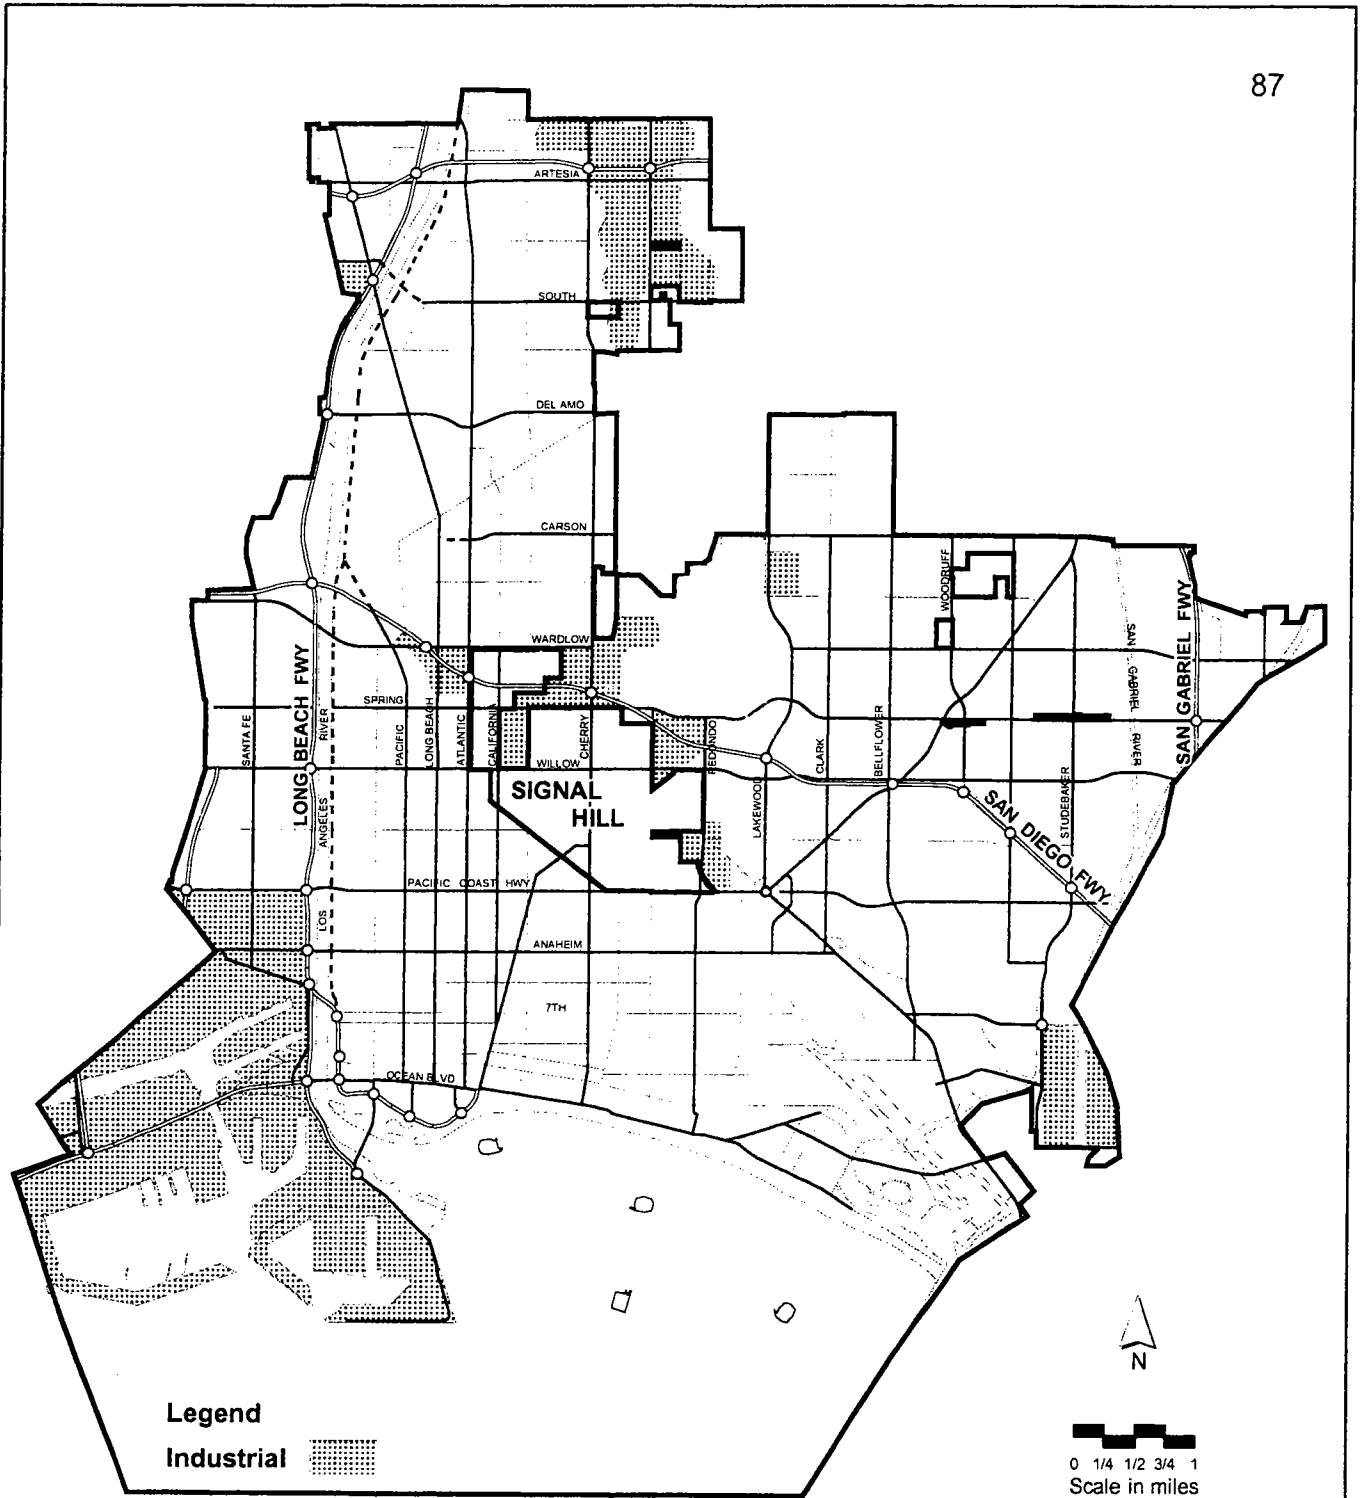 87
ARTESIA
SOUTH
DEL AMO
CARSON
WOODRUFF
SAN GABRIEL FWY
WARDLOW
SAN GABRIEL RIVER
LONG BEACH FWY
SPRING
SANTA FE
LOS ANGELES RIVER
PACIFIC
LONG BEACH
ATLANTIC
CALIFORNIA
CHERRY
REDONDO
CLARK
BELLFLOWER
WILLOW
LAKEWOOD
STUDEBAKER
SIGNAL
HILL
SAN DIEGO FWY
PACIFIC COAST HWY
ANAHEIM
7TH
OCEAN BLVD
N
Legend
Industrial
0 1/4 1/2 3/4 1
Scale in miles